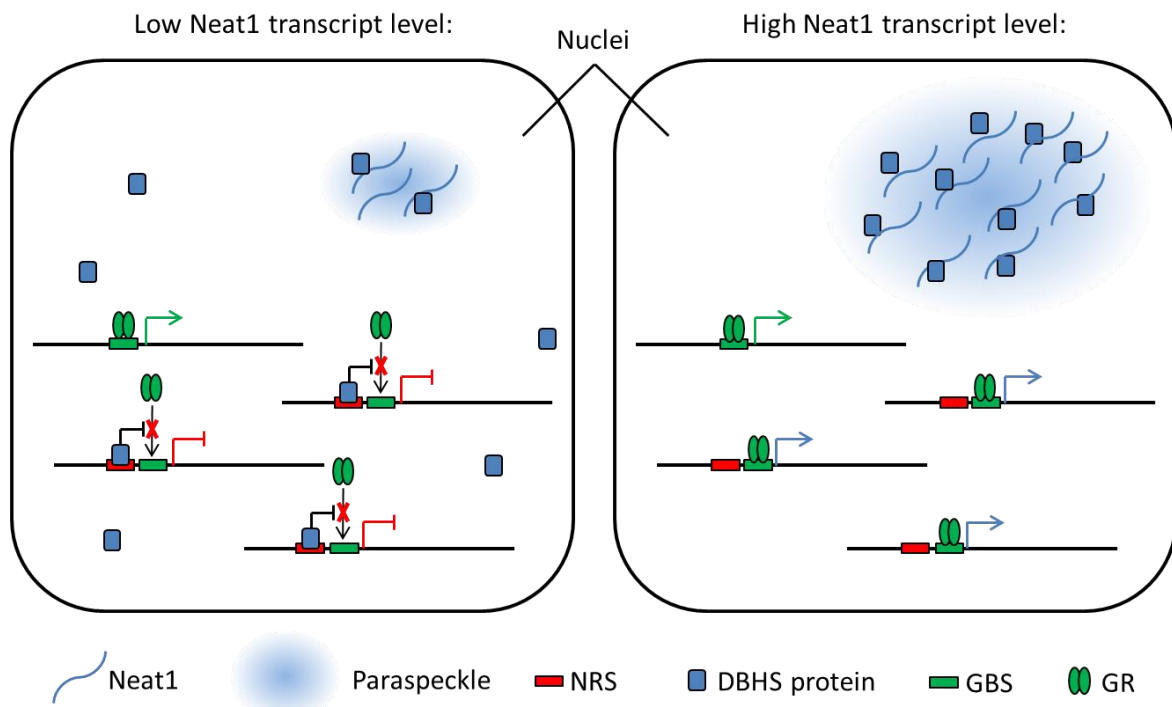 Low Neat1 transcript level:
High Neat1 transcript level:
Nuclei
Neat1
Paraspeckle
NRS
DBHS protein
GBS
GR